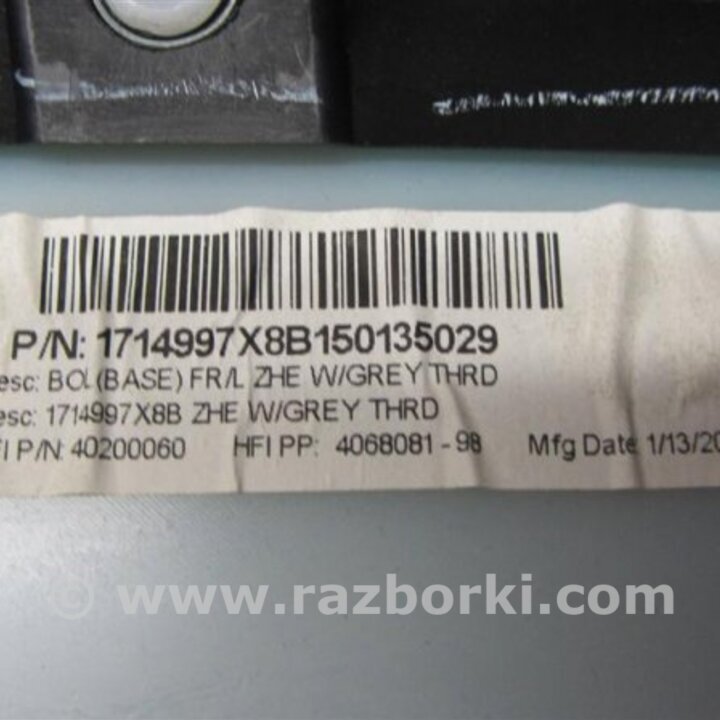 P/N: 1714997X8B150135029
esc: BOL (BASE) FR/L ZHE W/GREY THRD
esc: 1714997X8B ZHE W/GREY THRD
FI P/N: 40200060 HFI PP: 4068081-98 Mfg Date 1/13/20
© www.razborki.com